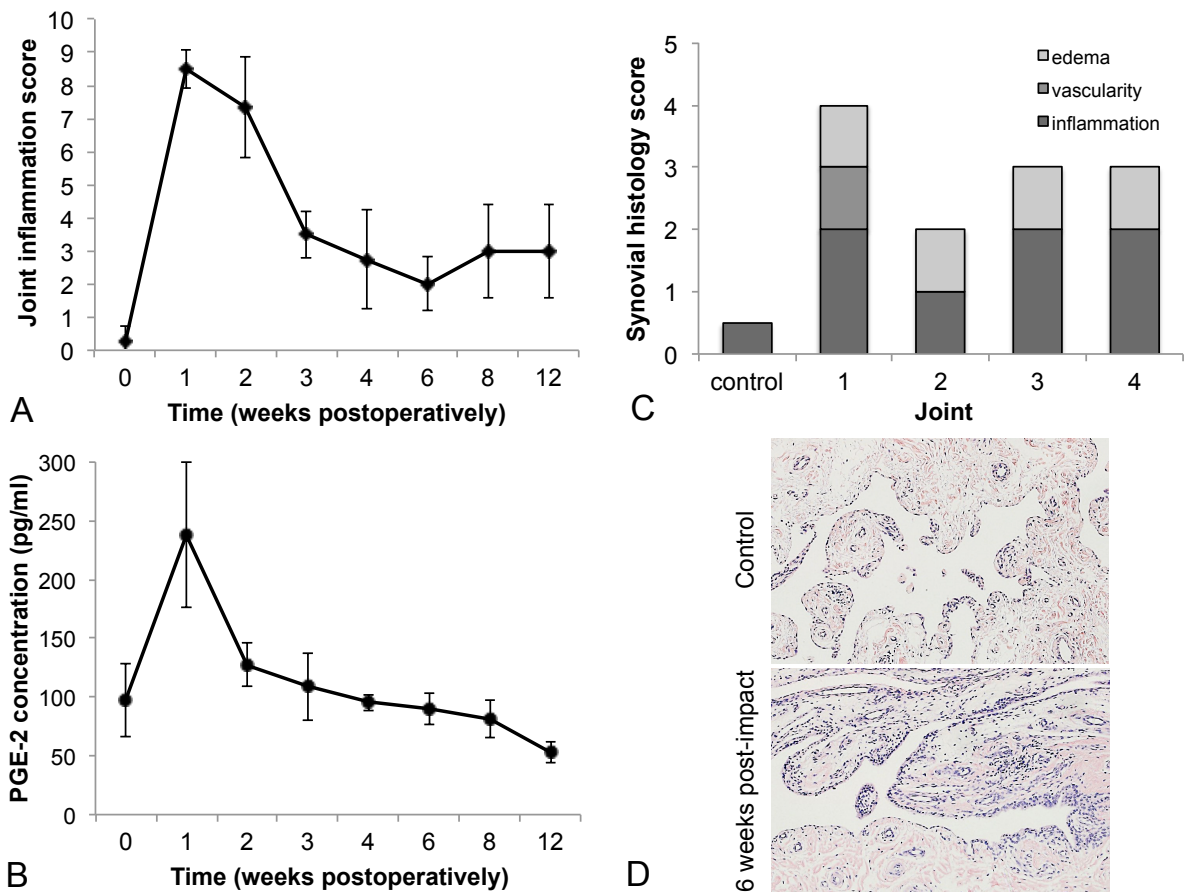 10
9
8
7
6
5
4
3
2
1
0
Joint inflammation score
0 1 2 3 4 6 8 12
Time (weeks postoperatively)
A
300
250
200
150
100
50
0
PGE-2 concentration (pg/ml)
0 1 2 3 4 6 8 12
Time (weeks postoperatively)
B
5
4
3
2
1
0
Synovial histology score
edema
vascularity
inflammation
control 1 2 3 4
Joint
C
Control
6 weeks post-impact
D